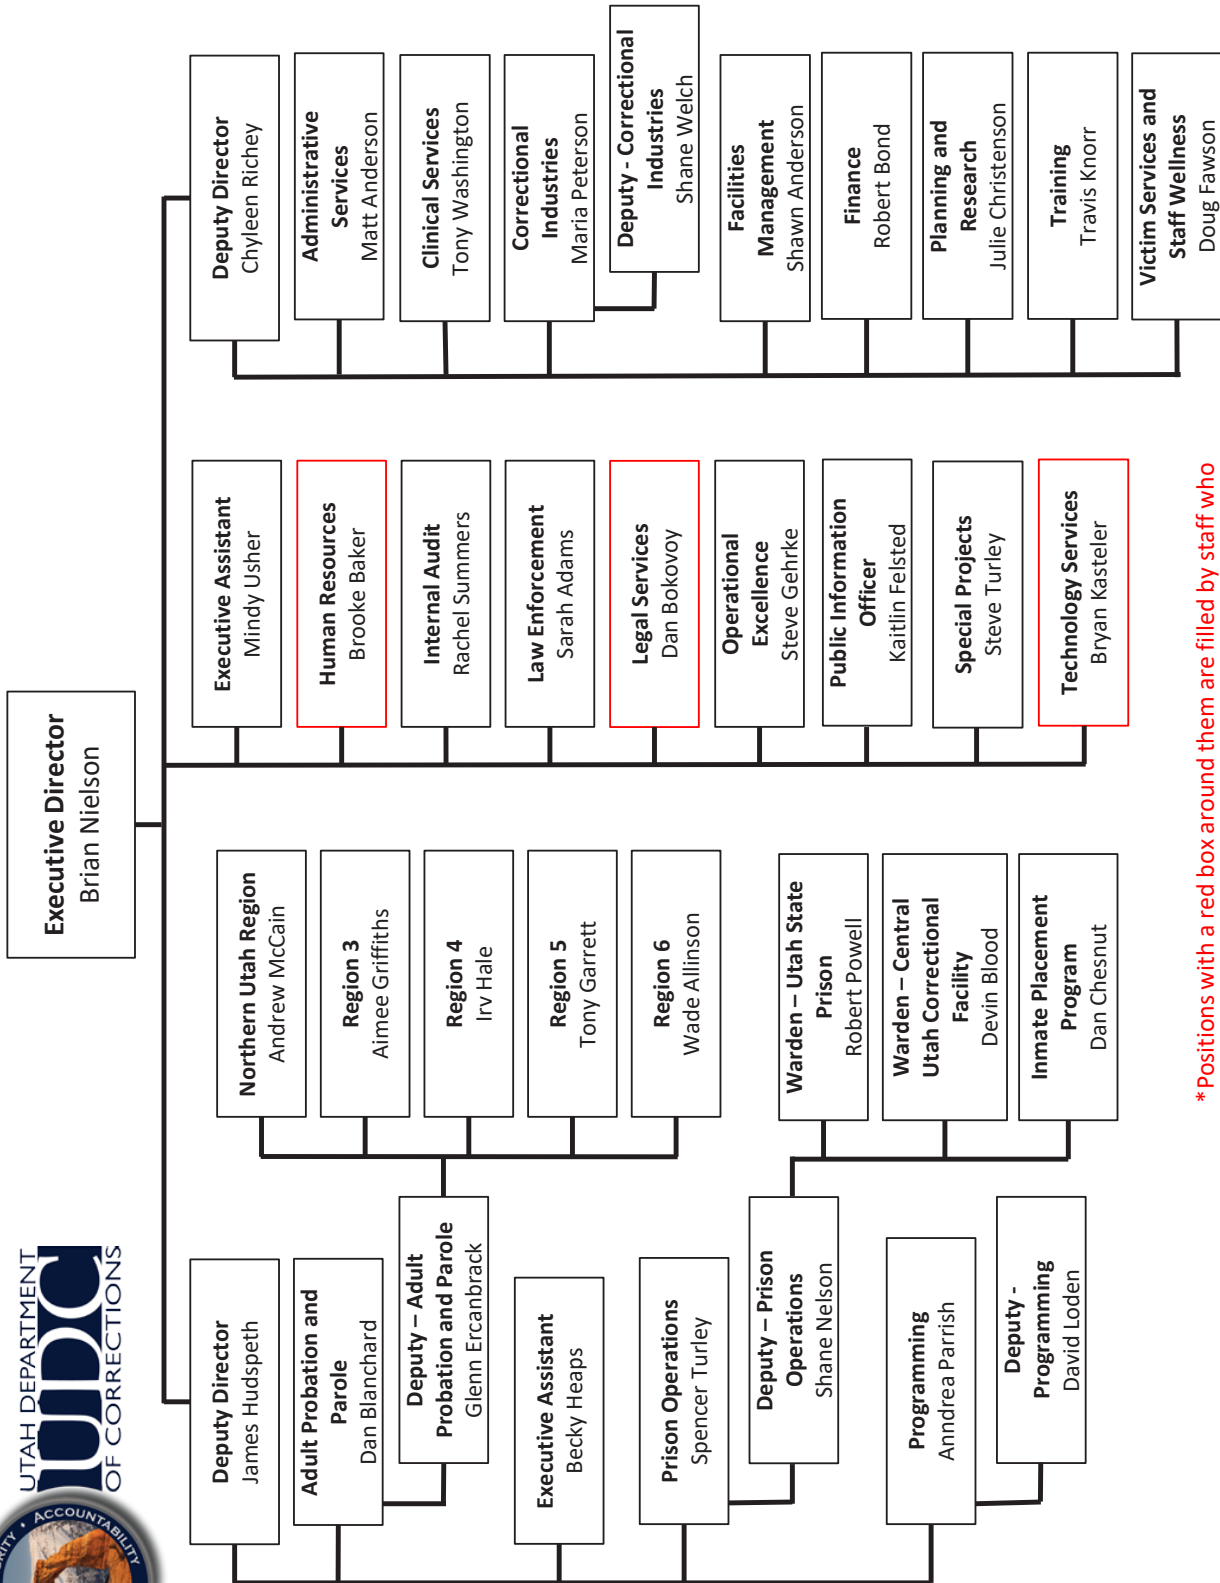 RITY • ACCOUNTABILITY
UTAH DEPARTMENT
UDC
OF CORRECTIONS
Executive Director
Brian Nielson
Deputy Director
James Hudspeth
Adult Probation and
Parole
Dan Blanchard
Deputy – Adult
Probation and Parole
Glenn Ercanbrack
Executive Assistant
Becky Heaps
Prison Operations
Spencer Turley
Deputy – Prison
Operations
Shane Nelson
Programming
Anndrea Parrish
Deputy -
Programming
David Loden
Northern Utah Region
Andrew McCain
Region 3
Aimee Griffiths
Region 4
Irv Hale
Region 5
Tony Garrett
Region 6
Wade Allinson
Warden – Utah State
Prison
Robert Powell
Warden – Central
Utah Correctional
Facility
Devin Blood
Inmate Placement
Program
Dan Chesnut
Executive Assistant
Mindy Usher
Human Resources
Brooke Baker
Internal Audit
Rachel Summers
Law Enforcement
Sarah Adams
Legal Services
Dan Bokovoy
Operational
Excellence
Steve Gehrke
Public Information
Officer
Kaitlin Felsted
Special Projects
Steve Turley
Technology Services
Bryan Kasteler
Deputy Director
Chyleen Richey
Administrative
Services
Matt Anderson
Clinical Services
Tony Washington
Correctional
Industries
Maria Peterson
Deputy - Correctional
Industries
Shane Welch
Facilities
Management
Shawn Anderson
Finance
Robert Bond
Planning and
Research
Julie Christenson
Training
Travis Knorr
Victim Services and
Staff Wellness
Doug Fawson
*Positions with a red box around them are filled by staff who